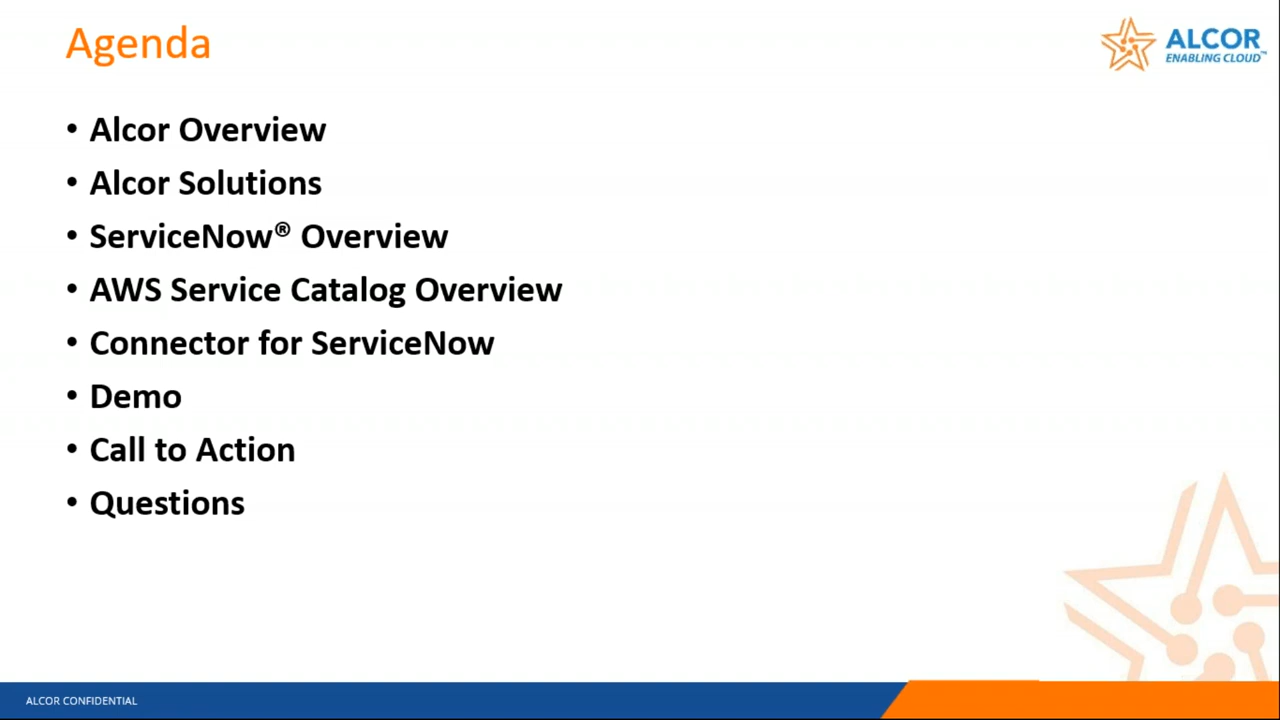 Agenda
ALCOR
ENABLING CLOUD™
• Alcor Overview
• Alcor Solutions
• ServiceNow® Overview
• AWS Service Catalog Overview
• Connector for ServiceNow
• Demo
• Call to Action
• Questions
ALCOR CONFIDENTIAL